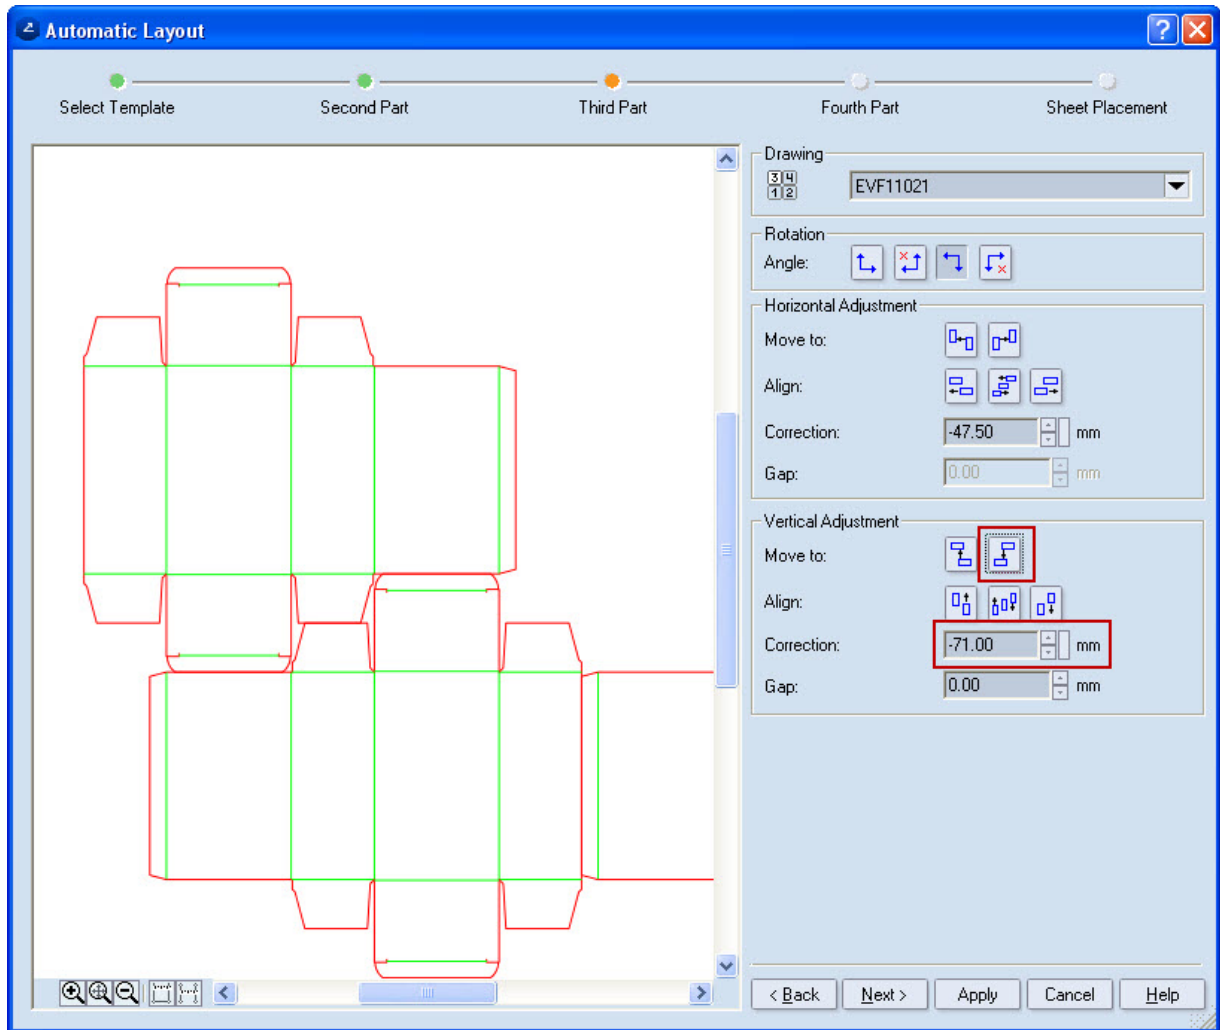 Automatic Layout
Select Template Second Part Third Part Fourth Part Sheet Placement
Drawing
3 4
1 2
EVF11021
Rotation
Angle:
Horizontal Adjustment
Move to:
Align:
Correction: -47.50 mm
Gap: 0.00 mm
Vertical Adjustment
Move to:
Align:
Correction: -71.00 mm
Gap: 0.00 mm
< Back Next > Apply Cancel Help